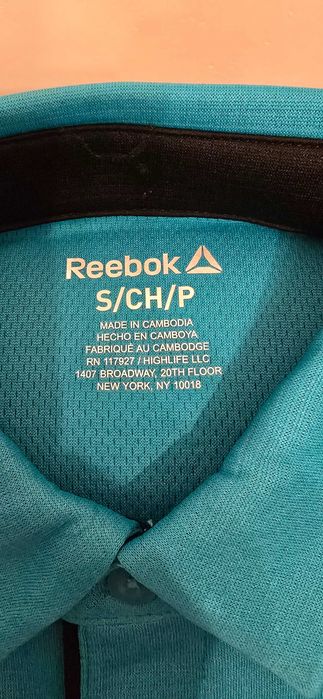 Reebok
S/CH/P
MADE IN CAMBODIA
HECHO EN CAMBOYA
FABRIQUÉ AU CAMBODGE
RN 117927 / HIGHLIFE LLC
1407 BROADWAY, 20TH FLOOR
NEW YORK, NY 10018